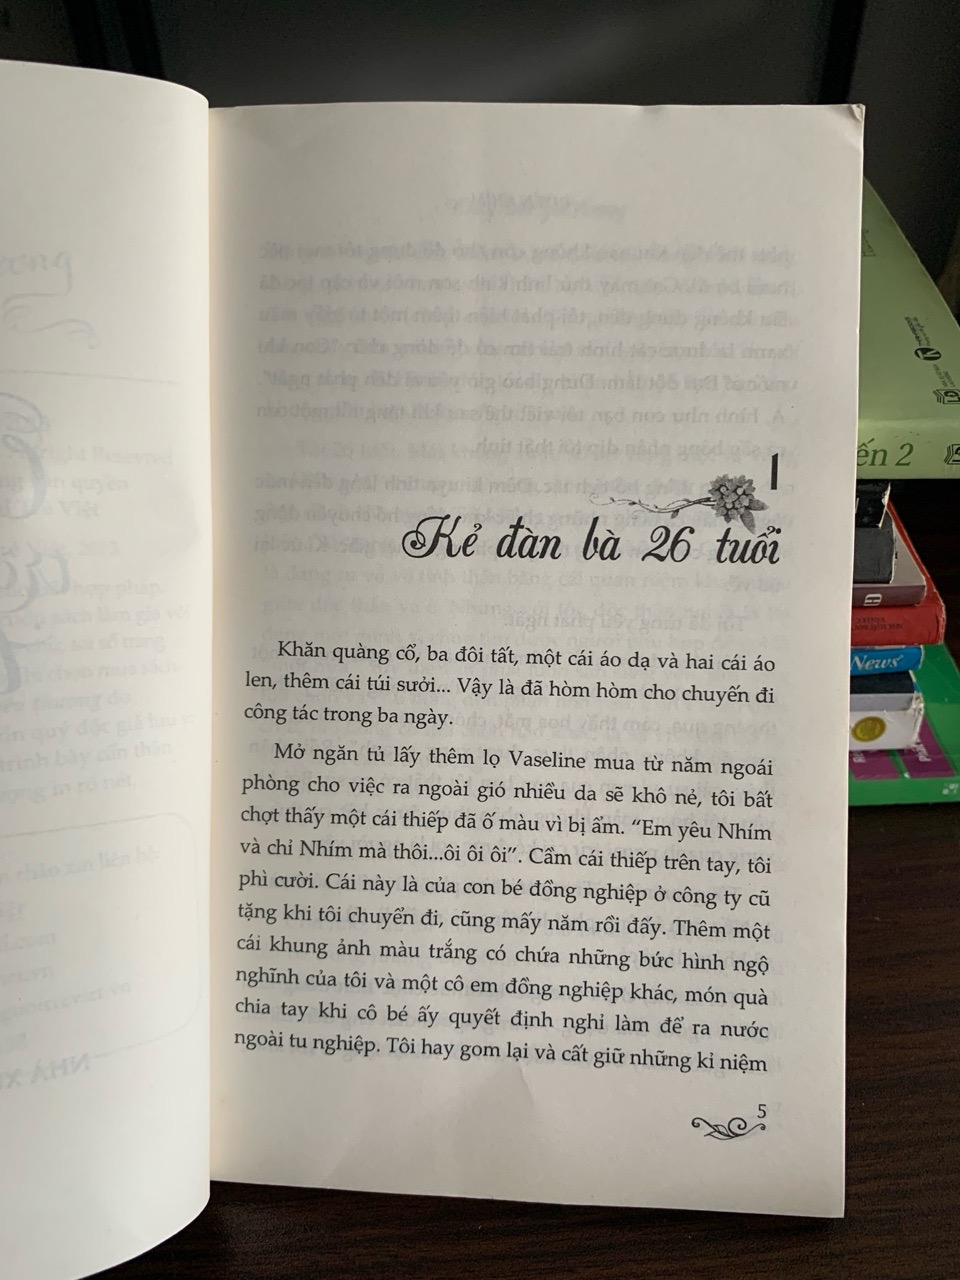 1
Kẻ đàn bà 26 tuổi
Khăn quàng cổ, ba đôi tất, một cái áo dạ và hai cái áo
len, thêm cái túi sưởi... Vậy là đã hòm hòm cho chuyến đi
công tác trong ba ngày.
Mở ngăn tủ lấy thêm lọ Vaseline mua từ năm ngoái
phòng cho việc ra ngoài gió nhiều da sẽ khô nẻ, tôi bất
chợt thấy một cái thiếp đã ố màu vì bị ẩm. “Em yêu Nhím
và chỉ Nhím mà thôi...ôi ôi ôi”. Cầm cái thiếp trên tay, tôi
phì cười. Cái này là của con bé đồng nghiệp ở công ty cũ
tặng khi tôi chuyển đi, cũng mấy năm rồi đấy. Thêm một
cái khung ảnh màu trắng có chứa những bức hình ngộ
nghĩnh của tôi và một cô em đồng nghiệp khác, món quà
chia tay khi cô bé ấy quyết định nghỉ làm để ra nước
ngoài tu nghiệp. Tôi hay gom lại và cất giữ những kỉ niệm
5
ến 2
News